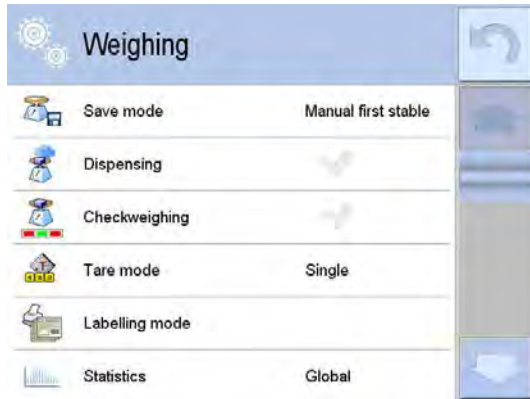 Weighing
Save mode Manual first stable
Dispensing
Checkweighing
Tare mode Single
Labelling mode
Statistics Global